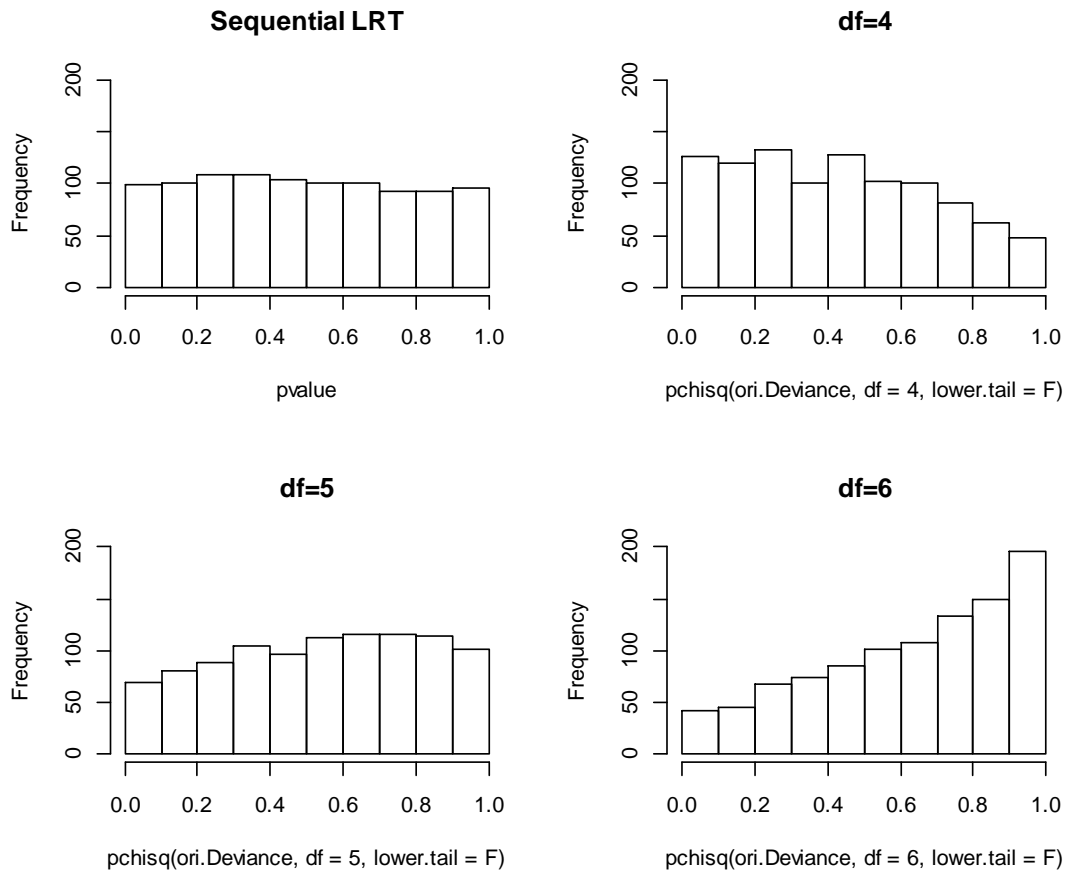 Sequential LRT
Frequency
200
100
50
0
0.0 0.2 0.4 0.6 0.8 1.0
pvalue
df=4
Frequency
200
100
50
0
0.0 0.2 0.4 0.6 0.8 1.0
pchisq(ori.Deviance, df = 4, lower.tail = F)
df=5
Frequency
200
100
50
0
0.0 0.2 0.4 0.6 0.8 1.0
pchisq(ori.Deviance, df = 5, lower.tail = F)
df=6
Frequency
200
100
50
0
0.0 0.2 0.4 0.6 0.8 1.0
pchisq(ori.Deviance, df = 6, lower.tail = F)